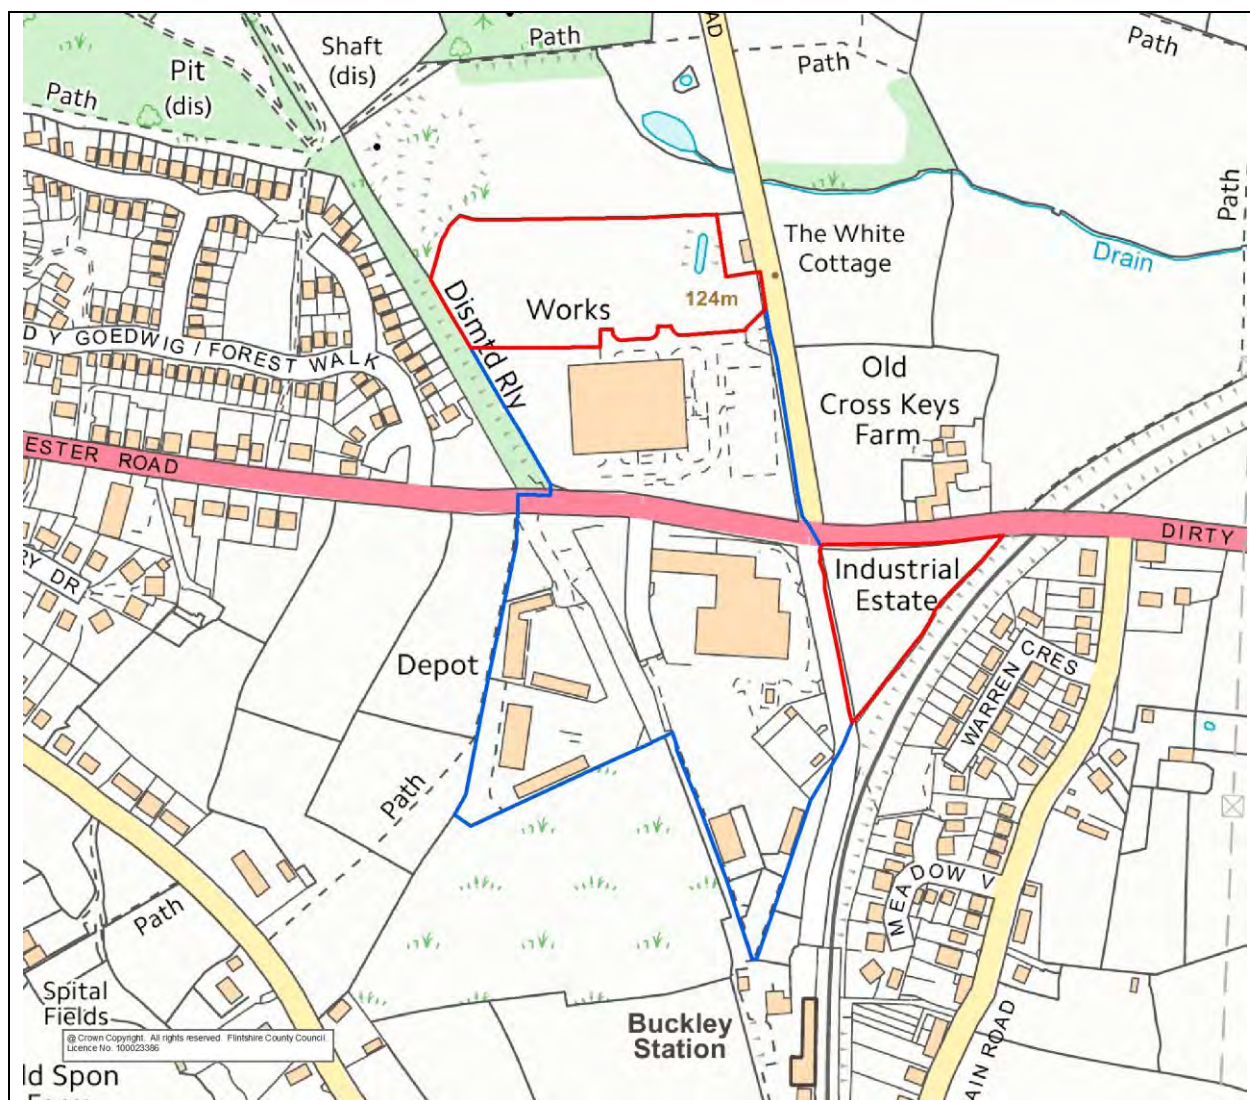 Path
Shaft
(dis)
Pit
(dis)
Path
AD
Path
Path
Path
The White
Cottage
Drain
Works
124m
Dismtd Rly
D Y GOEDWIG / FOREST WALK
Old
Cross Keys
Farm
ESTER ROAD
DIRTY
Industrial
Estate
RY DR
Depot
WARREN
CRES
Path
MEADOW V
Path
Spital
Fields
@ Crown Copyright. All rights reserved. Flintshire County Council.
Licence No. 100023386
Buckley
Station
AIN ROAD
ld Spon